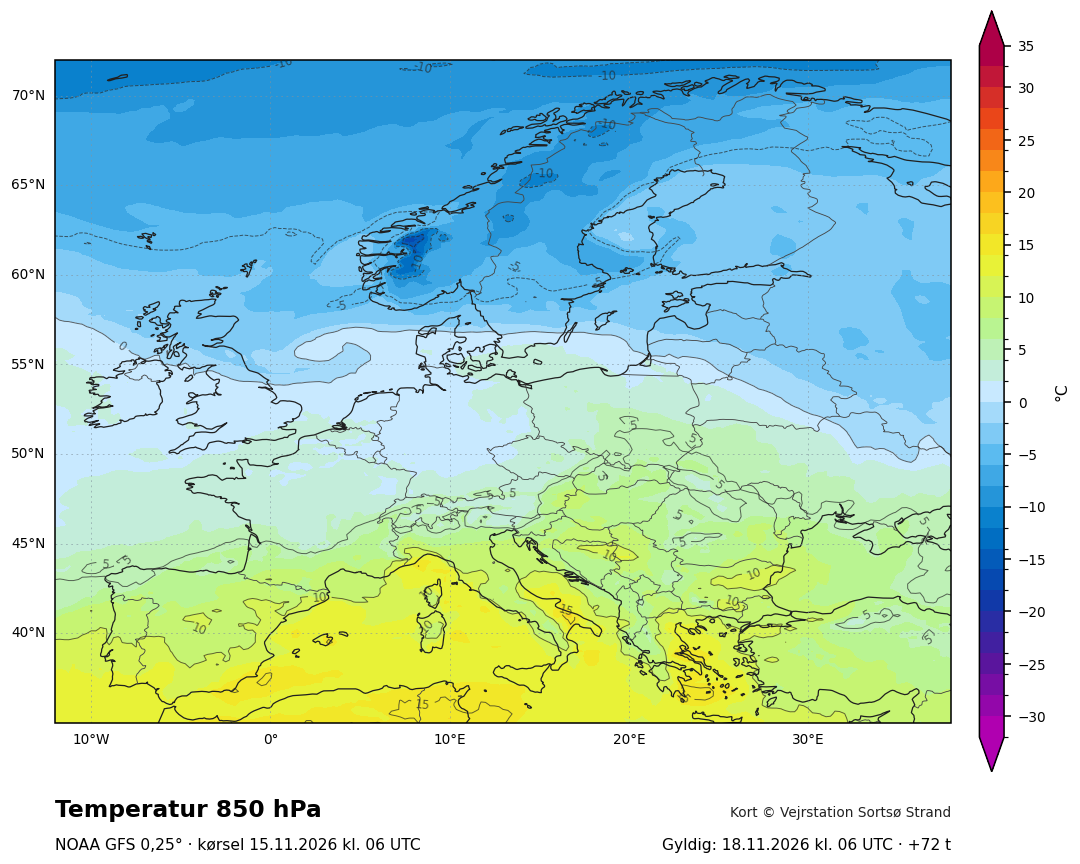 70°N
65°N
60°N
55°N
50°N
45°N
40°N
10°W
0°
10°E
20°E
30°E
35
30
25
20
15
10
5
0
−5
−10
−15
−20
−25
−30
°C
Temperatur 850 hPa
Kort © Vejrstation Sortsø Strand
NOAA GFS 0,25° · kørsel 15.11.2026 kl. 06 UTC
Gyldig: 18.11.2026 kl. 06 UTC · +72 t